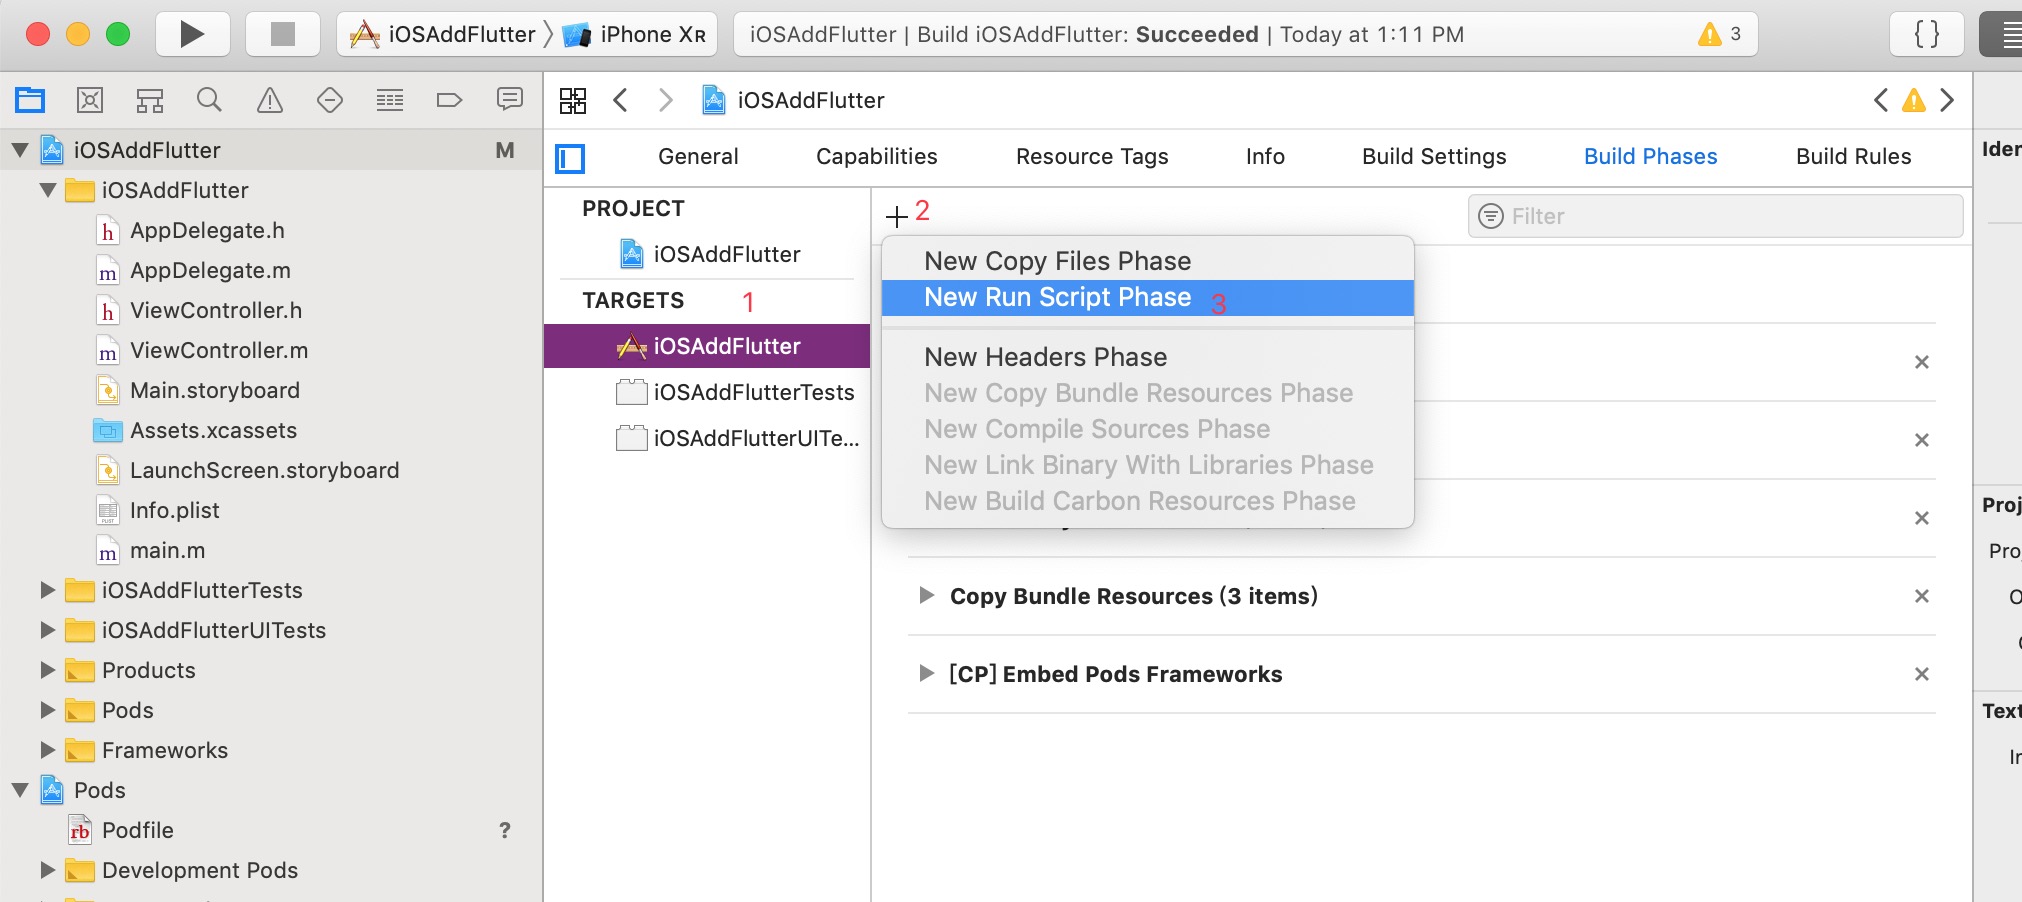 iOSAddFlutter iPhone XR
iOSAddFlutter | Build iOSAddFlutter: Succeeded | Today at 1:11 PM 3
{ }
iOSAddFlutter
General Capabilities Resource Tags Info Build Settings Build Phases Build Rules
iOSAddFlutter M
iOSAddFlutter
h AppDelegate.h
m AppDelegate.m
h ViewController.h
m ViewController.m
Main.storyboard
Assets.xcassets
LaunchScreen.storyboard
PLIST Info.plist
m main.m
iOSAddFlutterTests
iOSAddFlutterUITests
Products
Pods
Frameworks
Pods
rb Podfile ?
Development Pods
PROJECT
iOSAddFlutter
TARGETS 1
iOSAddFlutter
iOSAddFlutterTests
iOSAddFlutterUITe...
+ 2
Filter
New Copy Files Phase
New Run Script Phase 3
New Headers Phase
New Copy Bundle Resources Phase
New Compile Sources Phase
New Link Binary With Libraries Phase
New Build Carbon Resources Phase
Copy Bundle Resources (3 items)
[CP] Embed Pods Frameworks
Iden
Proj
Pro
O
Text
In